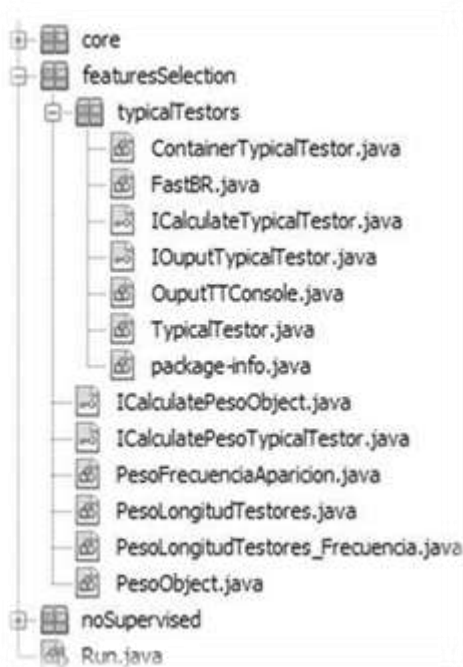 core
featuresSelection
typicalTestors
ContainerTypicalTestor.java
FastBR.java
ICalculateTypicalTestor.java
IOuputTypicalTestor.java
OuputTTConsole.java
TypicalTestor.java
package-info.java
ICalculatePesoObject.java
ICalculatePesoTypicalTestor.java
PesoFrecuenciaAparicion.java
PesoLongitudTestores.java
PesoLongitudTestores_Frecuencia.java
PesoObject.java
noSupervised
Run.java